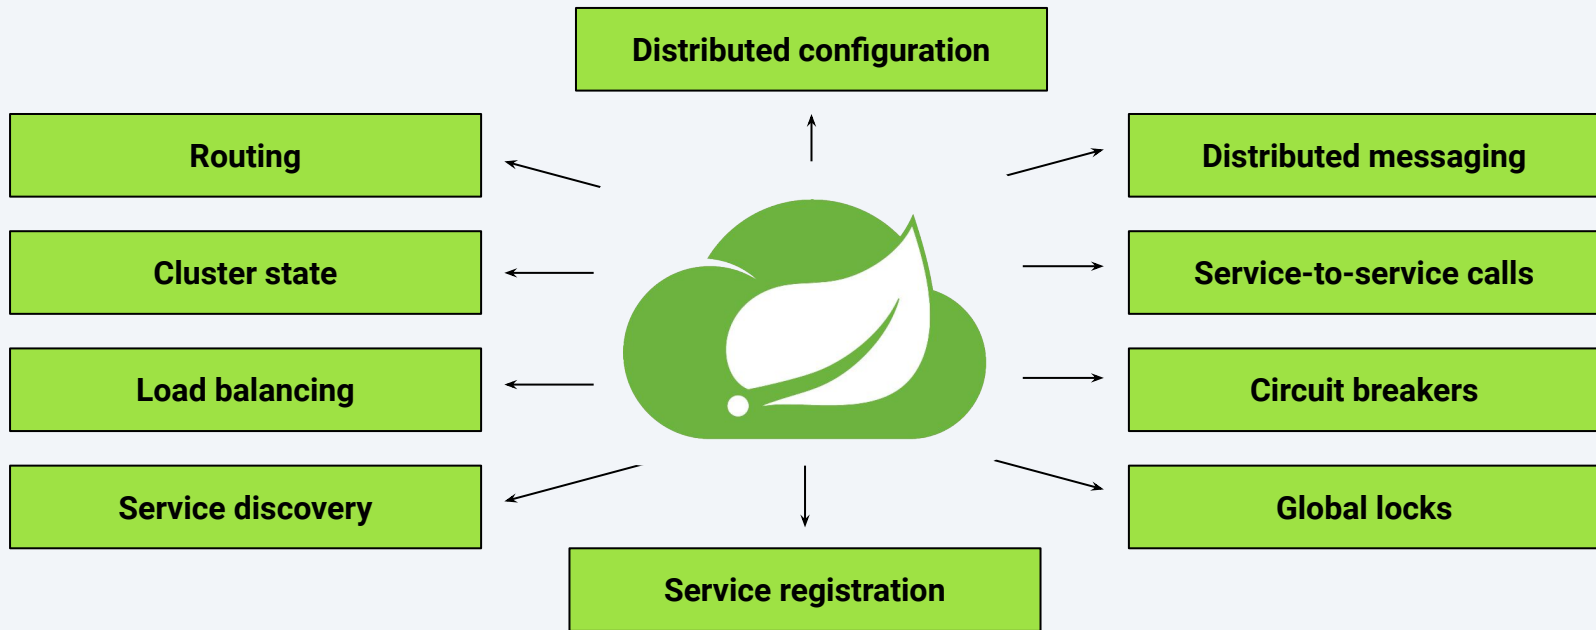 Distributed configuration
Routing
Distributed messaging
Cluster state
Service-to-service calls
Load balancing
Circuit breakers
Service discovery
Global locks
Service registration